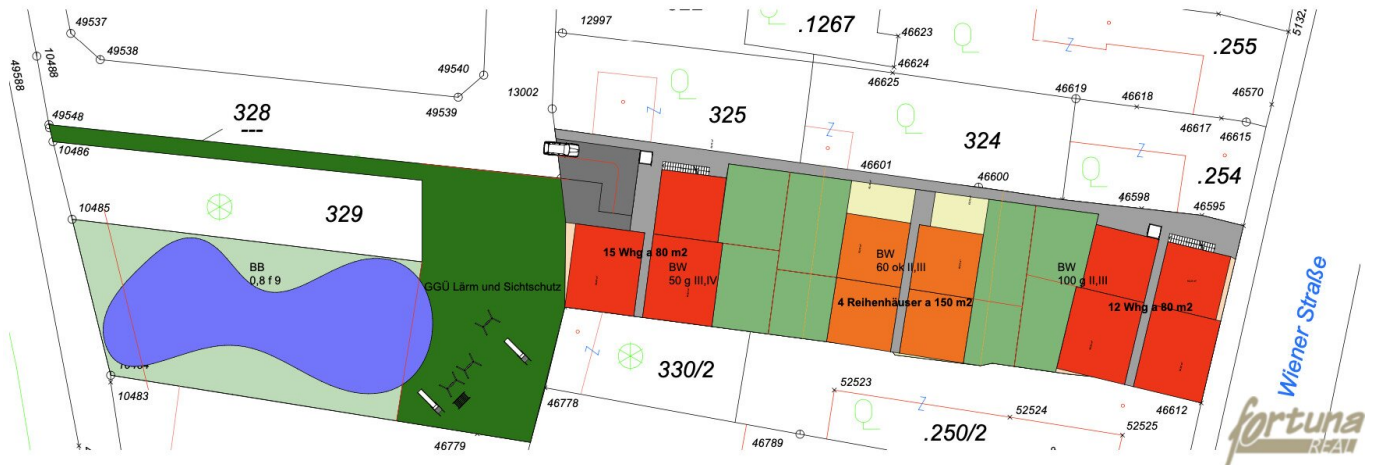 49537
49538
49588
10488
49540
49539
12997
13002
.1267
46623
46624
46625
.255
5132
46570
46619
46618
46617
46615
49548
10486
328
325
324
46601
46600
.254
46598
46595
10485
329
BB
0,8 f 9
GGÜ Lärm und Sichtschutz
15 Whg a 80 m2
BW
50 g III,IV
BW
60 ok II,III
4 Reihenhäuser a 150 m2
BW
100 g II,III
12 Whg a 80 m2
Wiener Straße
10483
330/2
46778
46779
46789
52523
52524
52525
.250/2
46612
fortuna
REAL